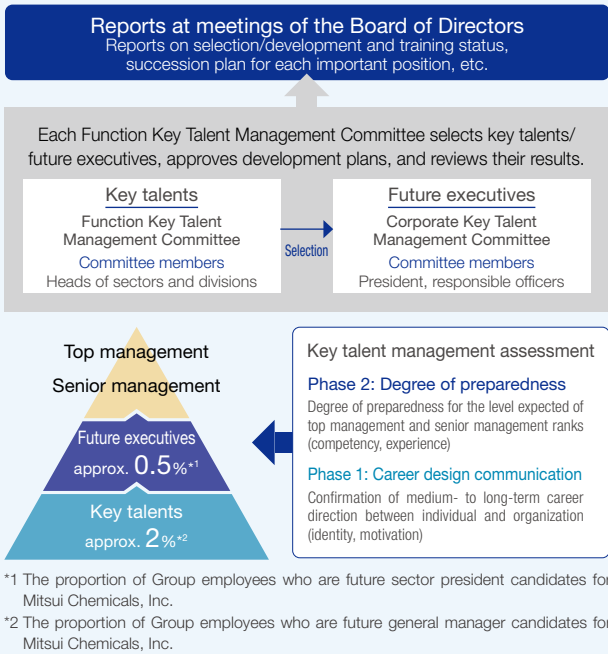 Reports at meetings of the Board of Directors
Reports on selection/development and training status,
succession plan for each important position, etc.
Each Function Key Talent Management Committee selects key talents/
future executives, approves development plans, and reviews their results.
Key talents
Function Key Talent
Management Committee
Committee members
Heads of sectors and divisions
Selection
Future executives
Corporate Key Talent
Management Committee
Committee members
President, responsible officers
Top management
Senior management
Future executives
approx. 0.5%*1
Key talents
approx. 2%*2
Key talent management assessment
Phase 2: Degree of preparedness
Degree of preparedness for the level expected of
top management and senior management ranks
(competency, experience)
Phase 1: Career design communication
Confirmation of medium- to long-term career
direction between individual and organization
(identity, motivation)
*1 The proportion of Group employees who are future sector president candidates for
Mitsui Chemicals, Inc.
*2 The proportion of Group employees who are future general manager candidates for
Mitsui Chemicals, Inc.